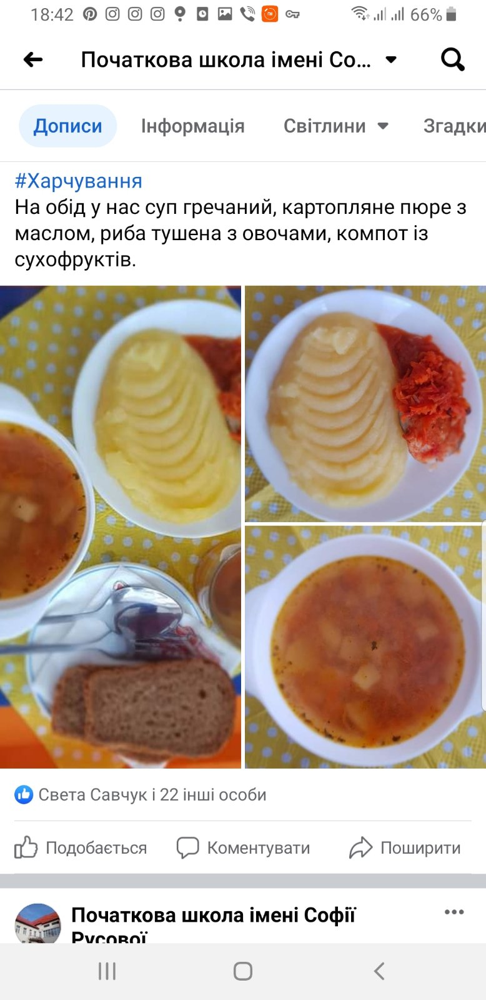 18:42 66%
Початкова школа імені Со...
Дописи Інформація Світлини Згадки
#Харчування
На обід у нас суп гречаний, картопляне пюре з
маслом, риба тушена з овочами, компот із
сухофруктів.
Света Савчук і 22 інші особи
Подобається Коментувати Поширити
Початкова школа імені Софії
Русової